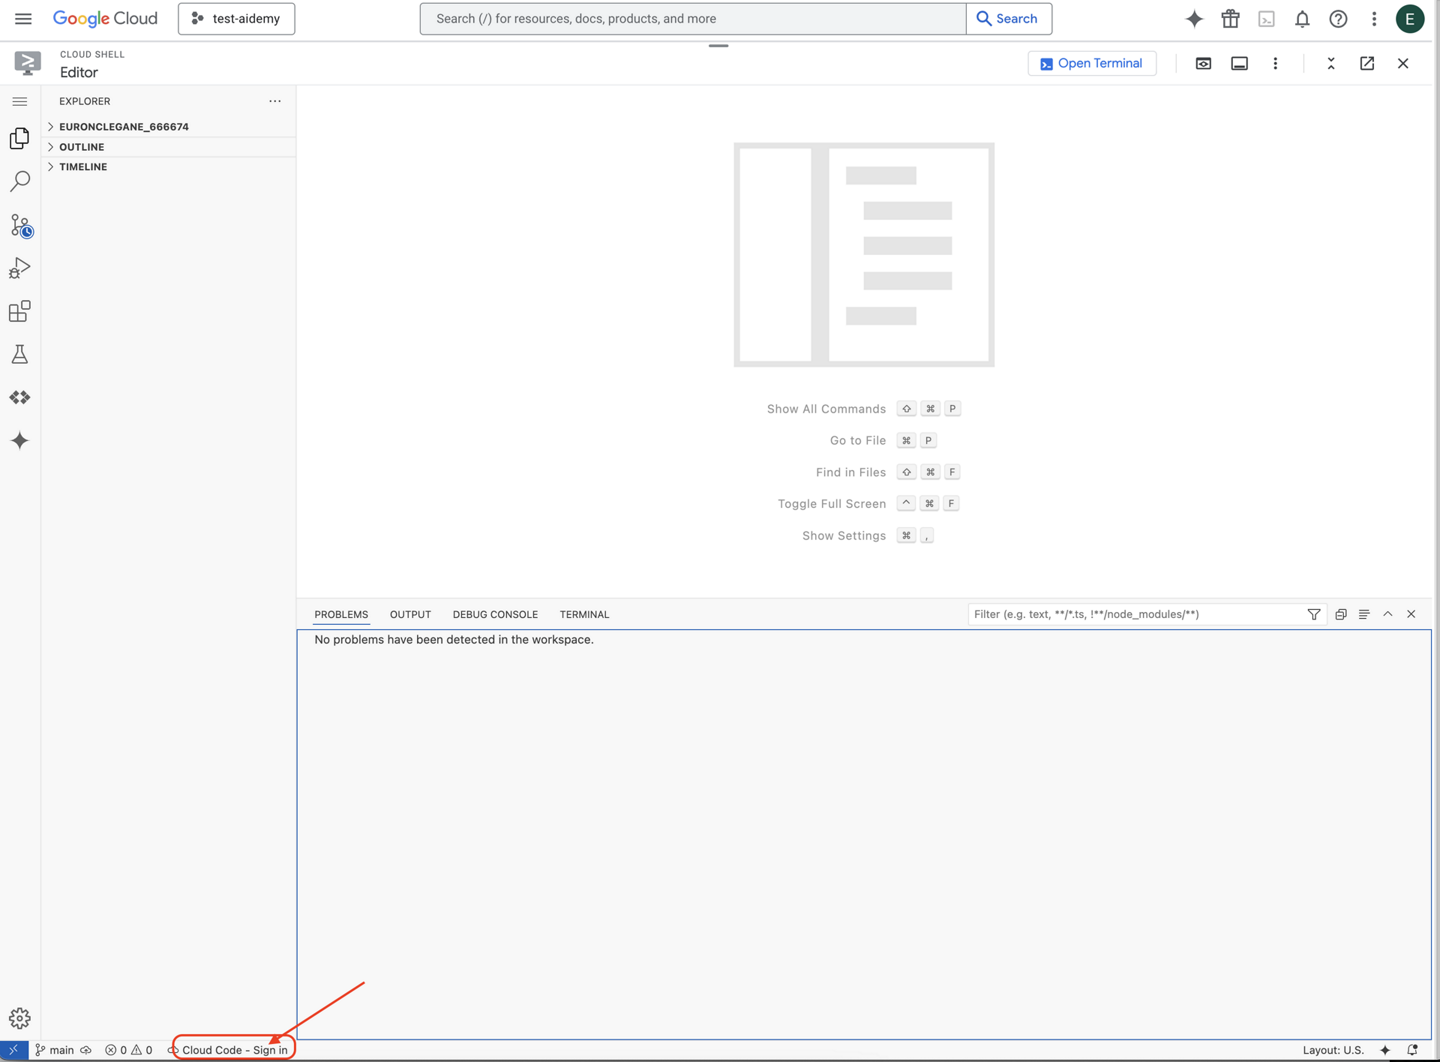 Google Cloud
test-aidemy
Search (/) for resources, docs, products, and more
Search
E
CLOUD SHELL
Editor
Open Terminal
EXPLORER
EURONCLEGANE_666674
OUTLINE
TIMELINE
Show All Commands ⇧ ⌘ P
Go to File ⌘ P
Find in Files ⇧ ⌘ F
Toggle Full Screen ^ ⌘ F
Show Settings ⌘ ,
PROBLEMS OUTPUT DEBUG CONSOLE TERMINAL
Filter (e.g. text, **/*.ts, !**/node_modules/**)
No problems have been detected in the workspace.
main 0 0 Cloud Code - Sign in
Layout: U.S.